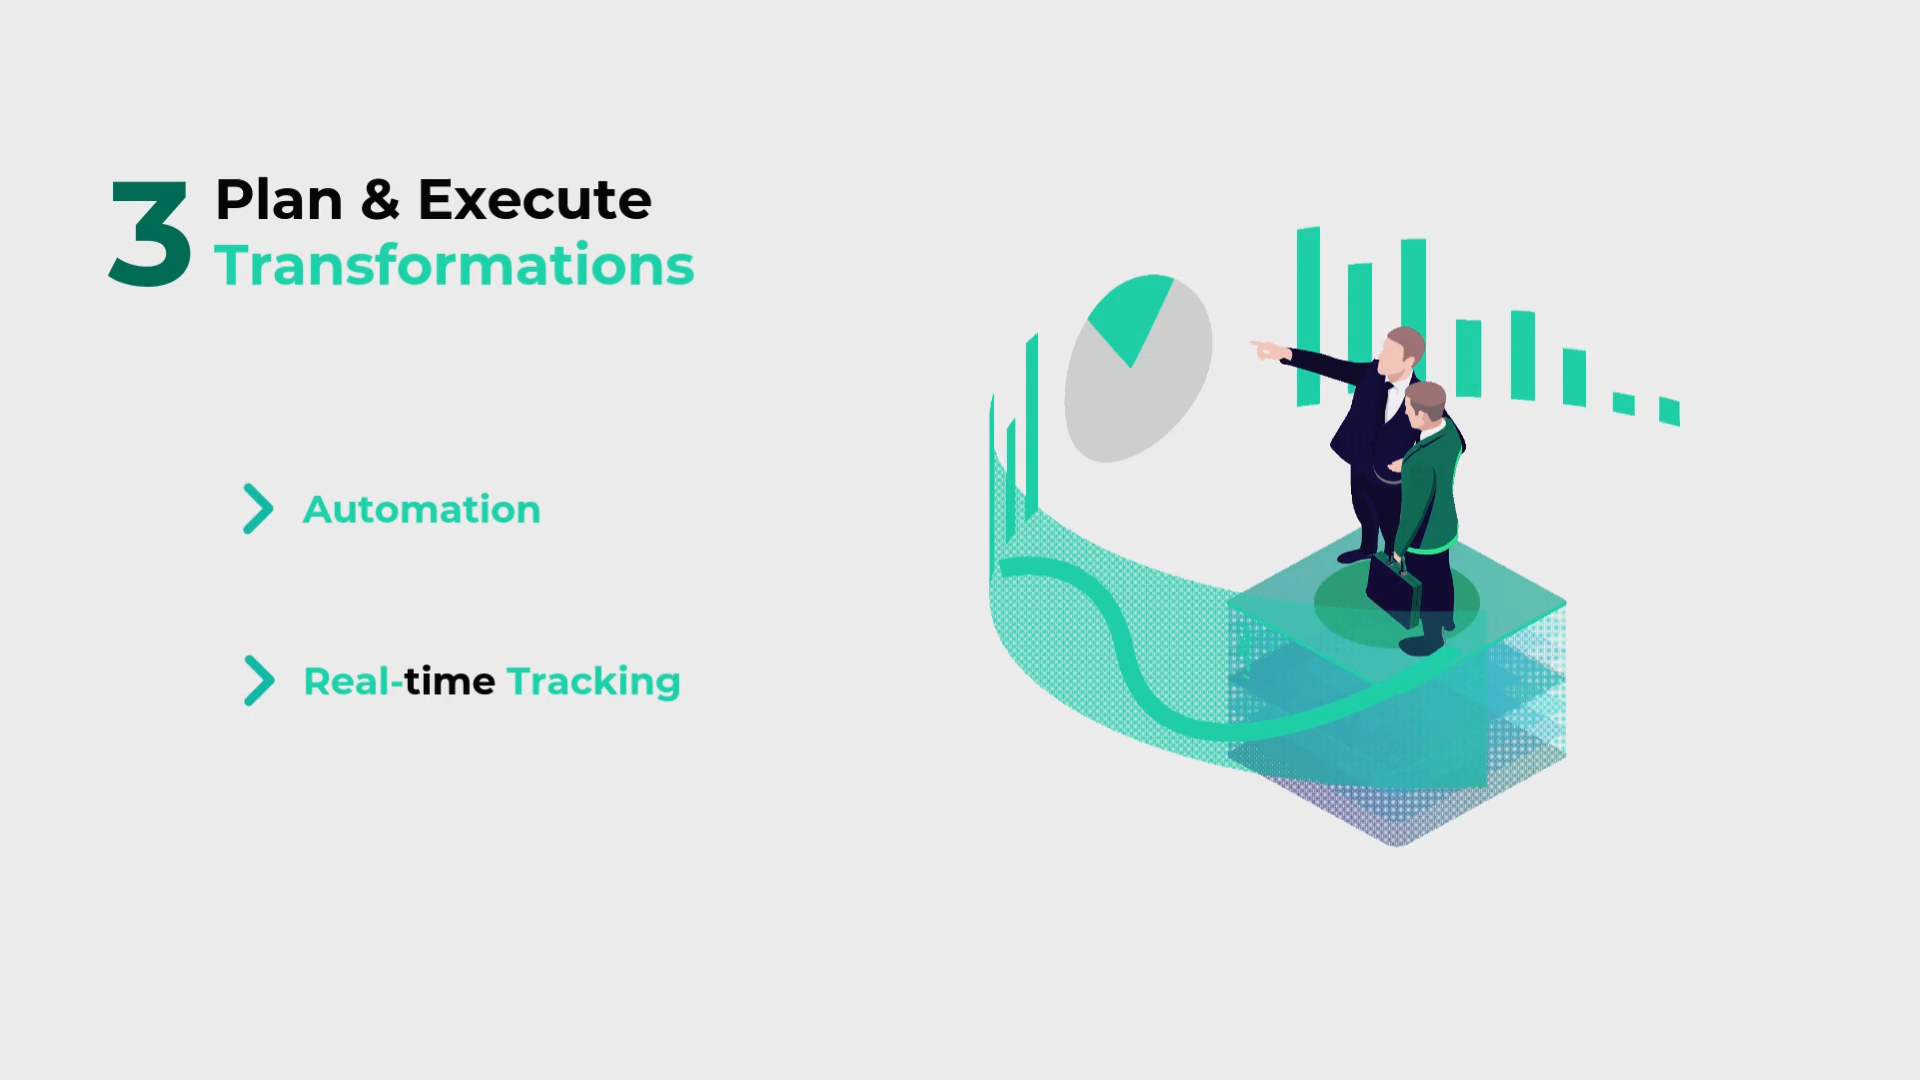 3 Plan & Execute
Transformations
Automation
Real-time Tracking